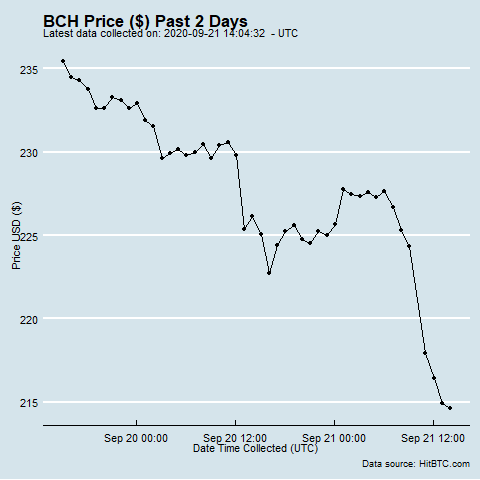 BCH Price ($) Past 2 Days
Latest data collected on: 2020-09-21 14:04:32  - UTC
235
230
225
220
215
Price USD ($)
Sep 20 00:00
Sep 20 12:00
Sep 21 00:00
Sep 21 12:00
Date Time Collected (UTC)
Data source: HitBTC.com